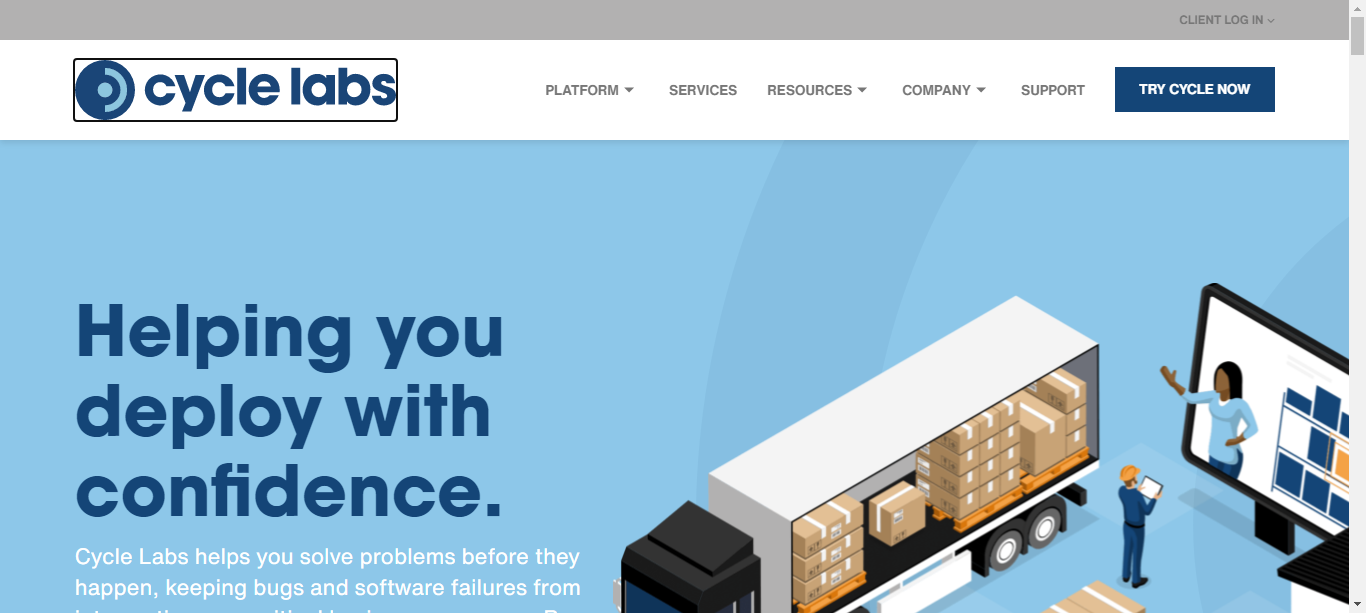 CLIENT LOG IN
cycle labs
PLATFORM SERVICES RESOURCES COMPANY SUPPORT TRY CYCLE NOW
Helping you
deploy with
confidence.
Cycle Labs helps you solve problems before they
happen, keeping bugs and software failures from